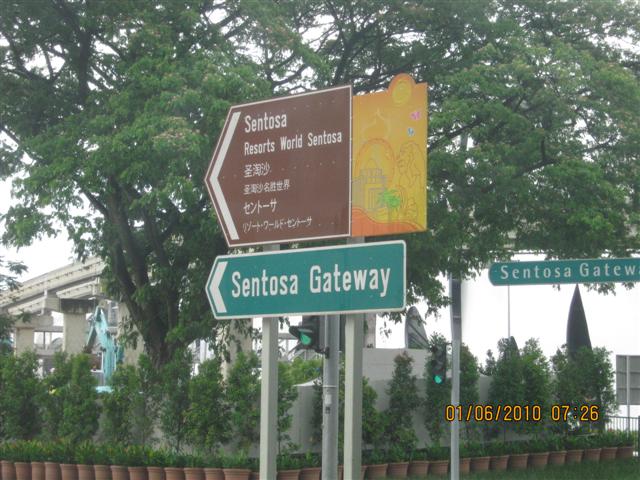 Sentosa
Resorts World Sentosa
圣淘沙
圣淘沙名胜世界
セントーサ
リゾート・ワールド・セントーサ
Sentosa Gateway
Sentosa Gateway
01/06/2010 07:26